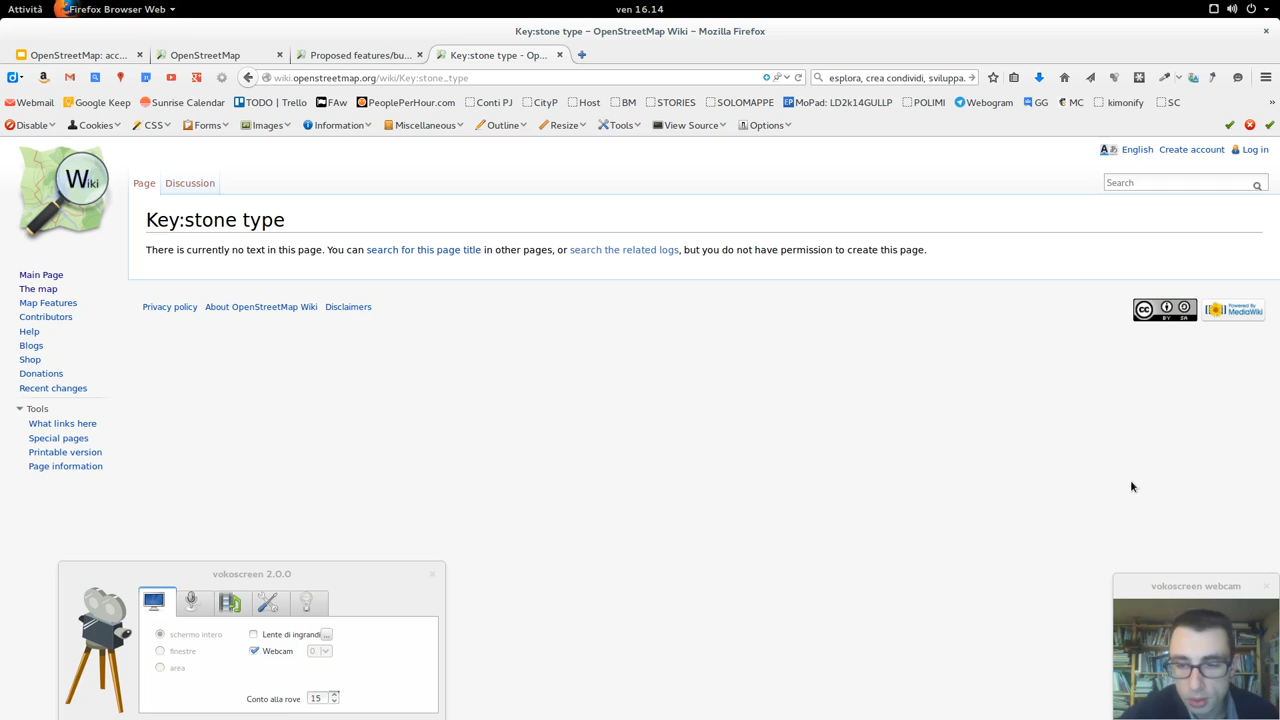 Attività Firefox Browser Web ven 16.14
Key:stone type – OpenStreetMap Wiki – Mozilla Firefox
OpenStreetMap: acc... OpenStreetMap Proposed features/bu... Key:stone type - Op...
wiki.openstreetmap.org/wiki/Key:stone_type esplora, crea condividi, sviluppa.
Webmail Google Keep Sunrise Calendar TODO | Trello FAw PeoplePerHour.com Conti PJ CityP Host BM STORIES SOLOMAPPE MoPad: LD2k14GULLP POLIMI Webogram GG MC kimonify SC
Disable Cookies CSS Forms Images Information Miscellaneous Outline Resize Tools View Source Options
English Create account Log in
Wiki
Page Discussion
Search
Key:stone type
There is currently no text in this page. You can search for this page title in other pages, or search the related logs, but you do not have permission to create this page.
Main Page
The map
Map Features
Contributors
Help
Blogs
Shop
Donations
Recent changes
Tools
What links here
Special pages
Printable version
Page information
Privacy policy About OpenStreetMap Wiki Disclaimers
CC BY SA
Powered By MediaWiki
vokoscreen 2.0.0
schermo intero
finestre
area
Lente di ingrandi ...
Webcam 0
Conto alla rove 15
vokoscreen webcam